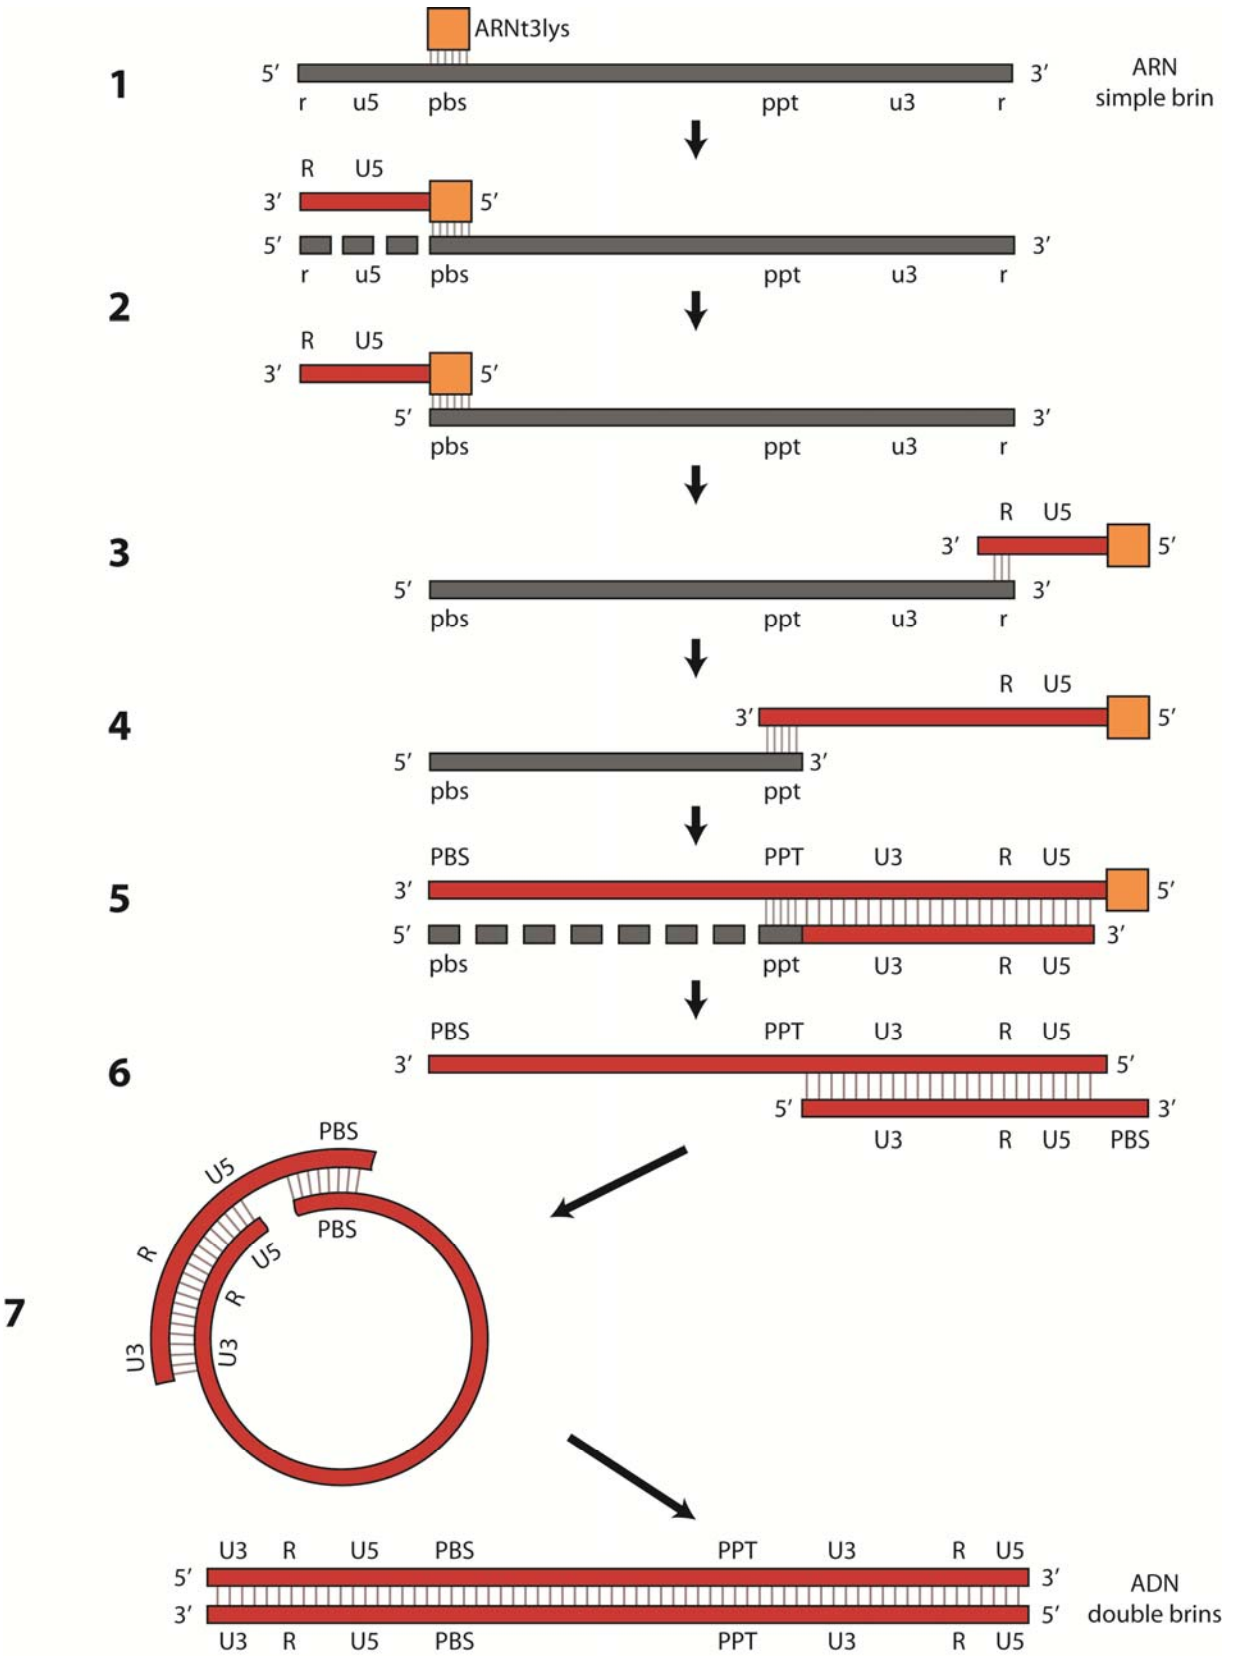 ARNt3lys
1 5′ 3′ ARN
simple brin
r u5 pbs ppt u3 r
R U5
3′ 5′
5′ 3′
r u5 pbs ppt u3 r
2
R U5
3′ 5′
5′ 3′
pbs ppt u3 r
R U5
3 3′ 5′
5′ 3′
pbs ppt u3 r
R U5
4 3′ 5′
5′ 3′
pbs ppt
PBS PPT U3 R U5
5 3′ 5′
5′ 3′
pbs ppt U3 R U5
PBS PPT U3 R U5
6 3′ 5′
5′ 3′
U3 R U5 PBS
PBS
U5
PBS
R
U5
R
7
U3
U3
U3 R U5 PBS PPT U3 R U5
5′ 3′ ADN
3′ 5′ double brins
U3 R U5 PBS PPT U3 R U5